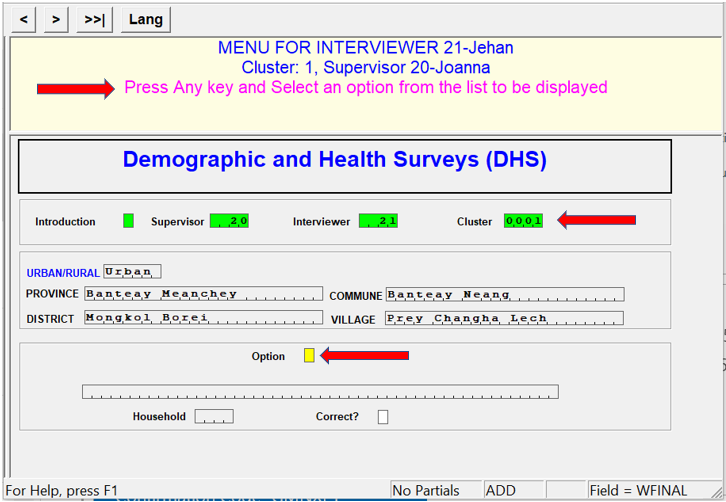 < > >>| Lang
MENU FOR INTERVIEWER 21-Jehan
Cluster: 1, Supervisor 20-Joanna
Press Any key and Select an option from the list to be displayed
Demographic and Health Surveys (DHS)
Introduction Supervisor 20 Interviewer 21 Cluster 0001
URBAN/RURAL Urban
PROVINCE Banteay Meanchey COMMUNE Banteay Neang
DISTRICT Mongkol Borei VILLAGE Prey Changha Lech
Option
Household Correct?
For Help, press F1 No Partials ADD Field = WFINAL